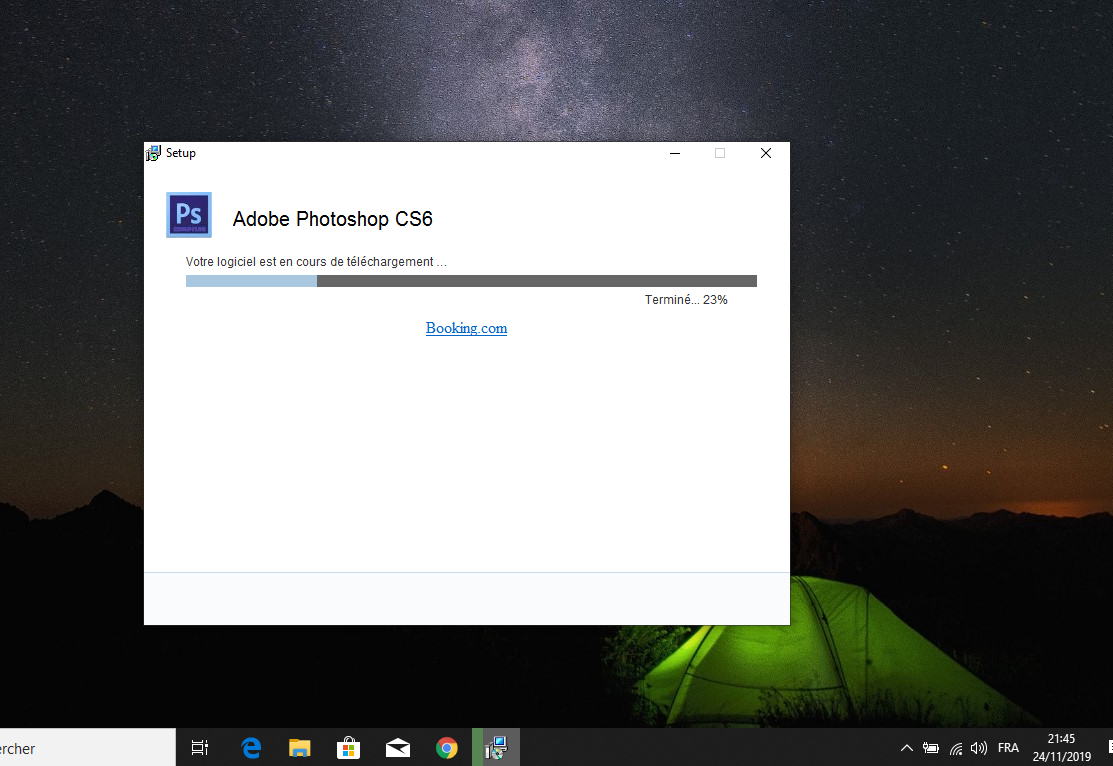 Setup
Ps
Adobe Photoshop CS6
Votre logiciel est en cours de téléchargement ...
Terminé... 23%
Booking.com
ercher
FRA
21:45
24/11/2019